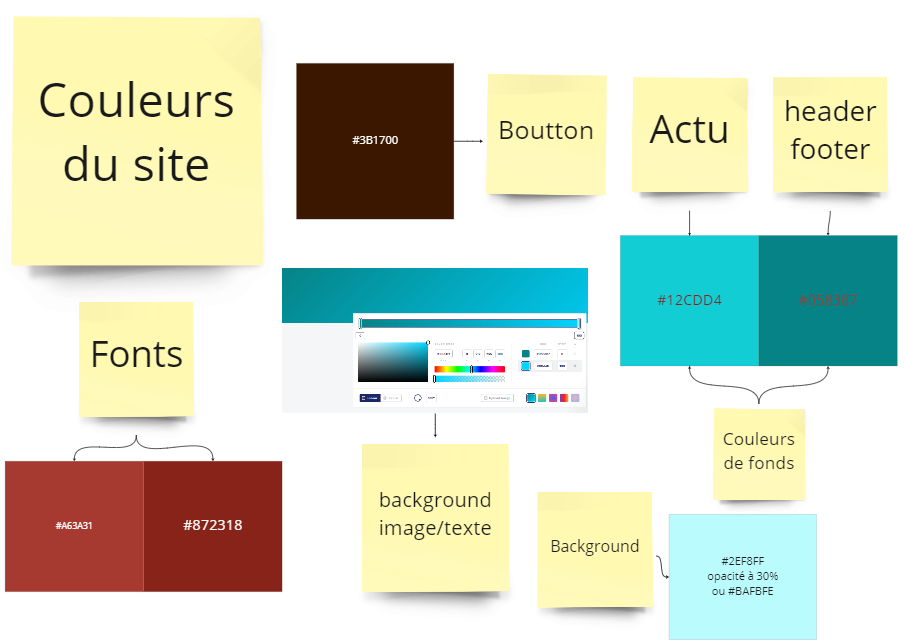 Couleurs
du site
#3B1700
Boutton
Actu
header
footer
#12CDD4
Fonts
#A63A31
#872318
background
image/texte
Couleurs
de fonds
Background
#2EF8FF
opacité à 30%
ou #BAFBFE